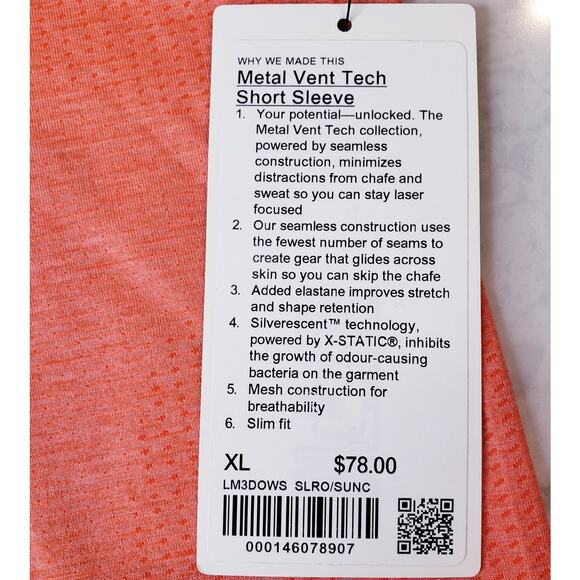 WHY WE MADE THIS
Metal Vent Tech
Short Sleeve
1. Your potential—unlocked. The
Metal Vent Tech collection,
powered by seamless
construction, minimizes
distractions from chafe and
sweat so you can stay laser
focused
2. Our seamless construction uses
the fewest number of seams to
create gear that glides across
skin so you can skip the chafe
3. Added elastane improves stretch
and shape retention
4. Silverescent™ technology,
powered by X-STATIC®, inhibits
the growth of odour-causing
bacteria on the garment
5. Mesh construction for
breathability
6. Slim fit
XL $78.00
LM3DOWS SLRO/SUNC
000146078907